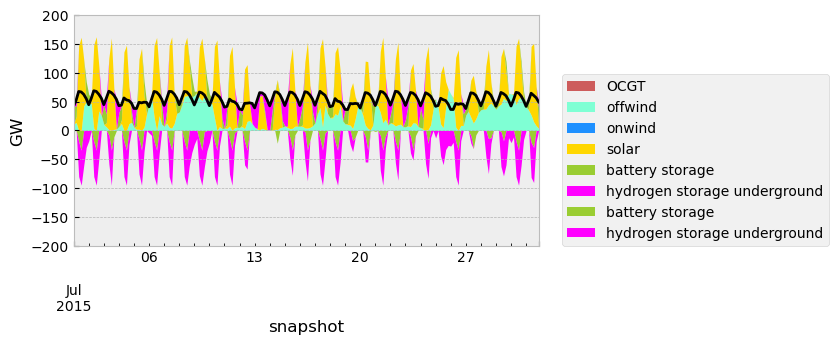 200
150
100
50
0
−50
−100
−150
−200
GW
06
13
20
27
Jul
2015
snapshot
OCGT
offwind
onwind
solar
battery storage
hydrogen storage underground
battery storage
hydrogen storage underground